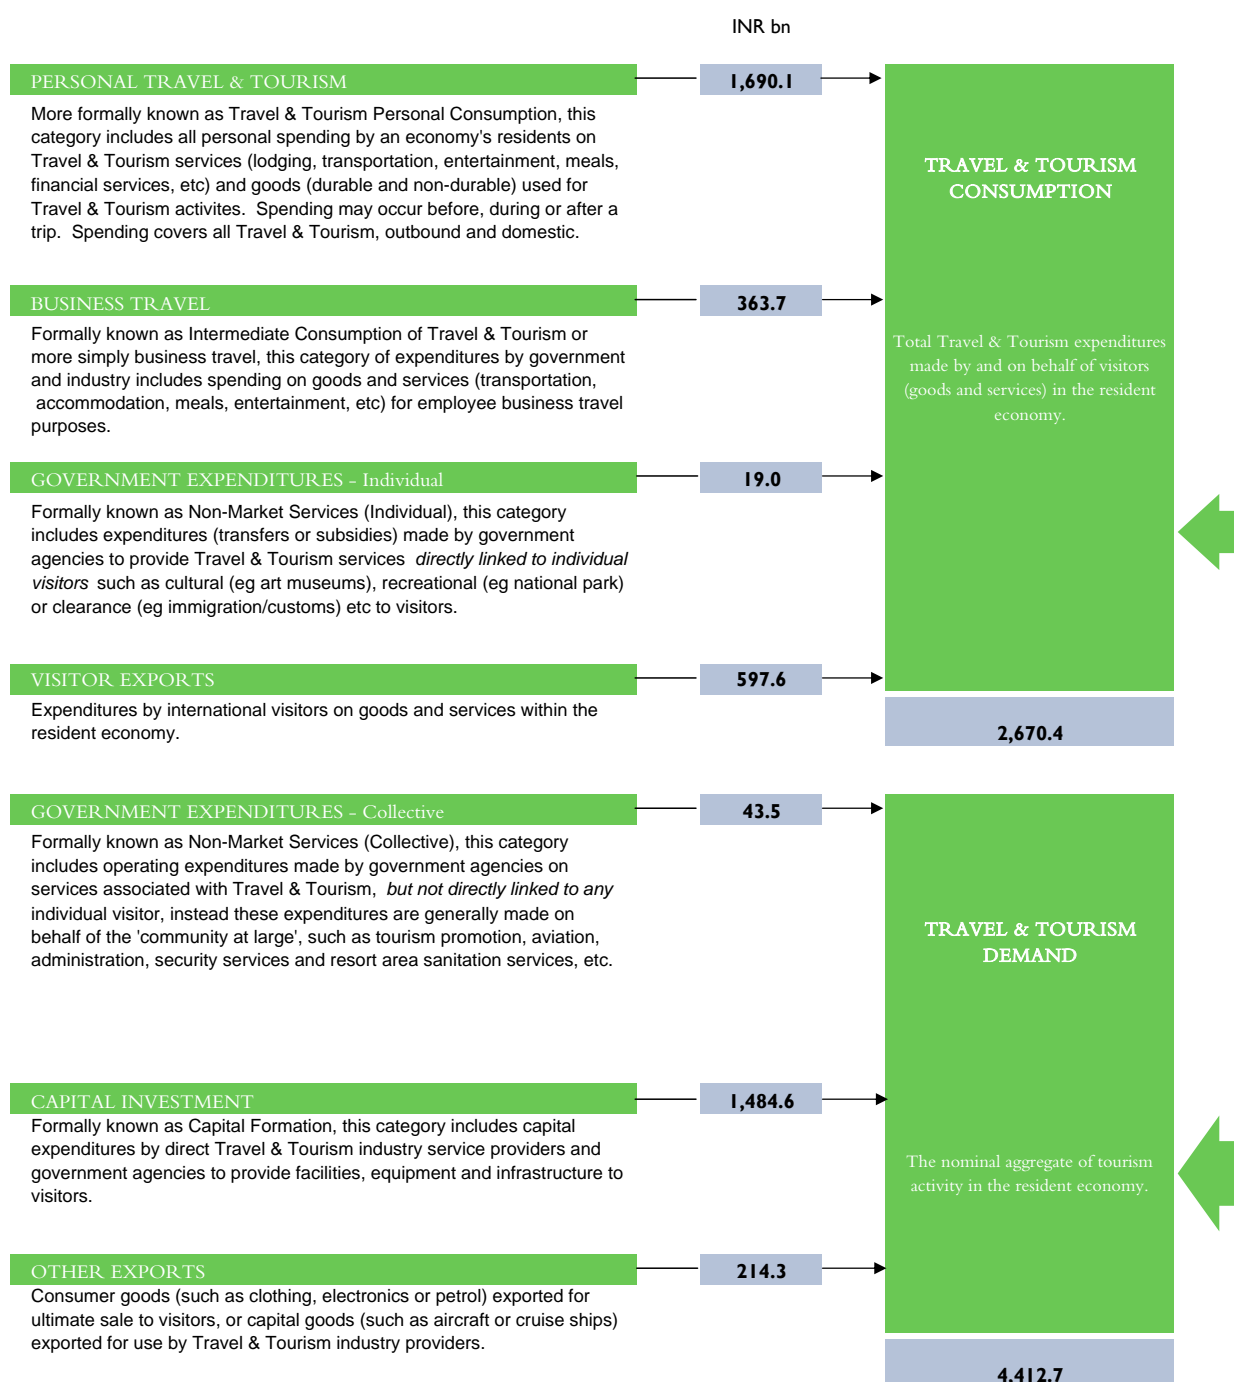 INR bn
PERSONAL TRAVEL & TOURISM
1,690.1
More formally known as Travel & Tourism Personal Consumption, this
category includes all personal spending by an economy's residents on
Travel & Tourism services (lodging, transportation, entertainment, meals,
financial services, etc) and goods (durable and non-durable) used for
Travel & Tourism activites.  Spending may occur before, during or after a
trip.  Spending covers all Travel & Tourism, outbound and domestic.
TRAVEL & TOURISM
CONSUMPTION
BUSINESS TRAVEL
363.7
Formally known as Intermediate Consumption of Travel & Tourism or
more simply business travel, this category of expenditures by government
and industry includes spending on goods and services (transportation,
accommodation, meals, entertainment, etc) for employee business travel
purposes.
Total Travel & Tourism expenditures
made by and on behalf of visitors
(goods and services) in the resident
economy.
GOVERNMENT EXPENDITURES - Individual
19.0
Formally known as Non-Market Services (Individual), this category
includes expenditures (transfers or subsidies) made by government
agencies to provide Travel & Tourism services directly linked to individual
visitors such as cultural (eg art museums), recreational (eg national park)
or clearance (eg immigration/customs) etc to visitors.
VISITOR EXPORTS
597.6
Expenditures by international visitors on goods and services within the
resident economy.
2,670.4
GOVERNMENT EXPENDITURES - Collective
43.5
Formally known as Non-Market Services (Collective), this category
includes operating expenditures made by government agencies on
services associated with Travel & Tourism, but not directly linked to any
individual visitor, instead these expenditures are generally made on
behalf of the 'community at large', such as tourism promotion, aviation,
administration, security services and resort area sanitation services, etc.
TRAVEL & TOURISM
DEMAND
CAPITAL INVESTMENT
1,484.6
Formally known as Capital Formation, this category includes capital
expenditures by direct Travel & Tourism industry service providers and
government agencies to provide facilities, equipment and infrastructure to
visitors.
The nominal aggregate of tourism
activity in the resident economy.
OTHER EXPORTS
214.3
Consumer goods (such as clothing, electronics or petrol) exported for
ultimate sale to visitors, or capital goods (such as aircraft or cruise ships)
exported for use by Travel & Tourism industry providers.
4,412.7